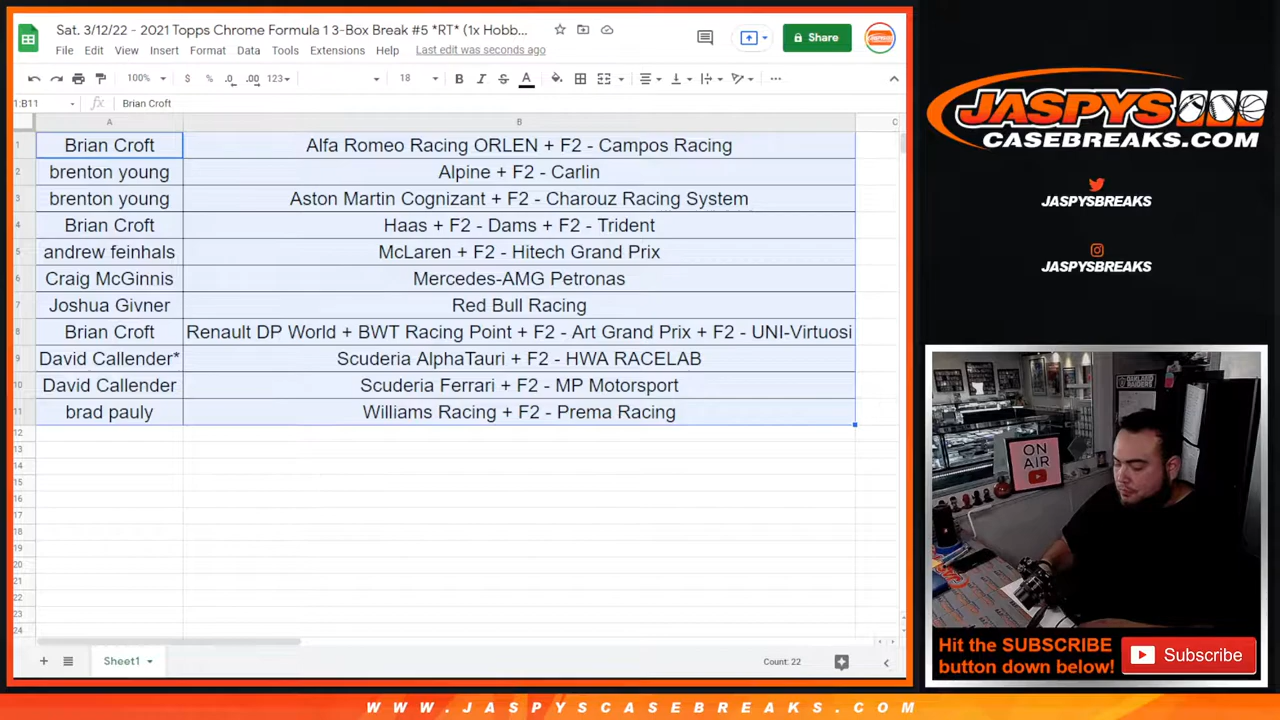 Sat. 3/12/22 - 2021 Topps Chrome Formula 1 3-Box Break #5 *RT* (1x Hobb...
File Edit View Insert Format Data Tools Extensions Help Last edit was seconds ago
Share
100% $ % .0 .00 123 18 B I S A
1:B11 fx Brian Croft
A B C
1 Brian Croft Alfa Romeo Racing ORLEN + F2 - Campos Racing
2 brenton young Alpine + F2 - Carlin
3 brenton young Aston Martin Cognizant + F2 - Charouz Racing System
4 Brian Croft Haas + F2 - Dams + F2 - Trident
5 andrew feinhals McLaren + F2 - Hitech Grand Prix
6 Craig McGinnis Mercedes-AMG Petronas
7 Joshua Givner Red Bull Racing
8 Brian Croft Renault DP World + BWT Racing Point + F2 - Art Grand Prix + F2 - UNI-Virtuosi
9 David Callender* Scuderia AlphaTauri + F2 - HWA RACELAB
10 David Callender Scuderia Ferrari + F2 - MP Motorsport
11 brad pauly Williams Racing + F2 - Prema Racing
12
13
14
15
16
17
18
19
20
21
22
23
24
Sheet1
Count: 22
JASPYS
CASEBREAKS.COM
JASPYSBREAKS
JASPYSBREAKS
OAKLAND
RAIDERS
ON
AIR
Hit the SUBSCRIBE
button down below!
Subscribe
WWW.JASPYSCASEBREAKS.COM